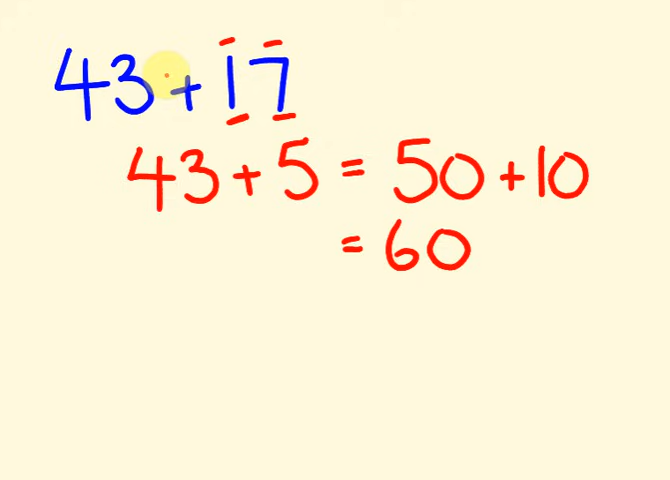 43 + 17
43 + 5 = 50 + 10
= 60